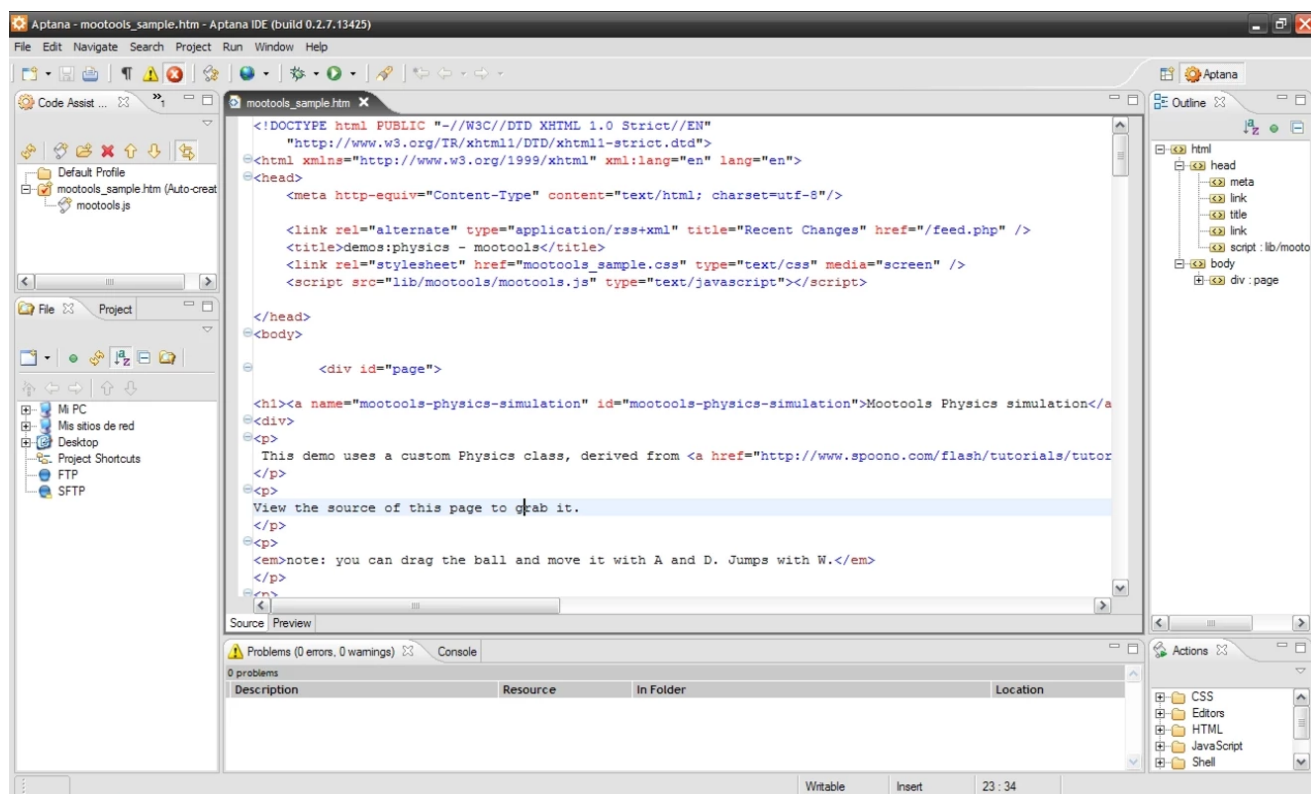 Aptana - mootools_sample.htm - Aptana IDE (build 0.2.7.13425)
File Edit Navigate Search Project Run Window Help
Aptana
Code Assist ...
»1
Default Profile
mootools_sample.htm (Auto-creat
mootools.js
File Project
Mi PC
Mis sitios de red
Desktop
Project Shortcuts
FTP
SFTP
mootools_sample.htm
<!DOCTYPE html PUBLIC "-//W3C//DTD XHTML 1.0 Strict//EN"
"http://www.w3.org/TR/xhtml1/DTD/xhtml1-strict.dtd">
<html xmlns="http://www.w3.org/1999/xhtml" xml:lang="en" lang="en">
<head>
<meta http-equiv="Content-Type" content="text/html; charset=utf-8"/>
<link rel="alternate" type="application/rss+xml" title="Recent Changes" href="/feed.php" />
<title>demos:physics - mootools</title>
<link rel="stylesheet" href="mootools_sample.css" type="text/css" media="screen" />
<script src="lib/mootools/mootools.js" type="text/javascript"></script>
</head>
<body>
<div id="page">
<h1><a name="mootools-physics-simulation" id="mootools-physics-simulation">Mootools Physics simulation</a
<div>
<p>
This demo uses a custom Physics class, derived from <a href="http://www.spoono.com/flash/tutorials/tutor
</p>
<p>
View the source of this page to grab it.
</p>
<p>
<em>note: you can drag the ball and move it with A and D. Jumps with W.</em>
</p>
<p>
Source Preview
Problems (0 errors, 0 warnings) Console
0 problems
Description Resource In Folder Location
Outline
html
head
meta
link
title
link
script : lib/mooto
body
div : page
Actions
CSS
Editors
HTML
JavaScript
Shell
Writable Insert 23 : 34